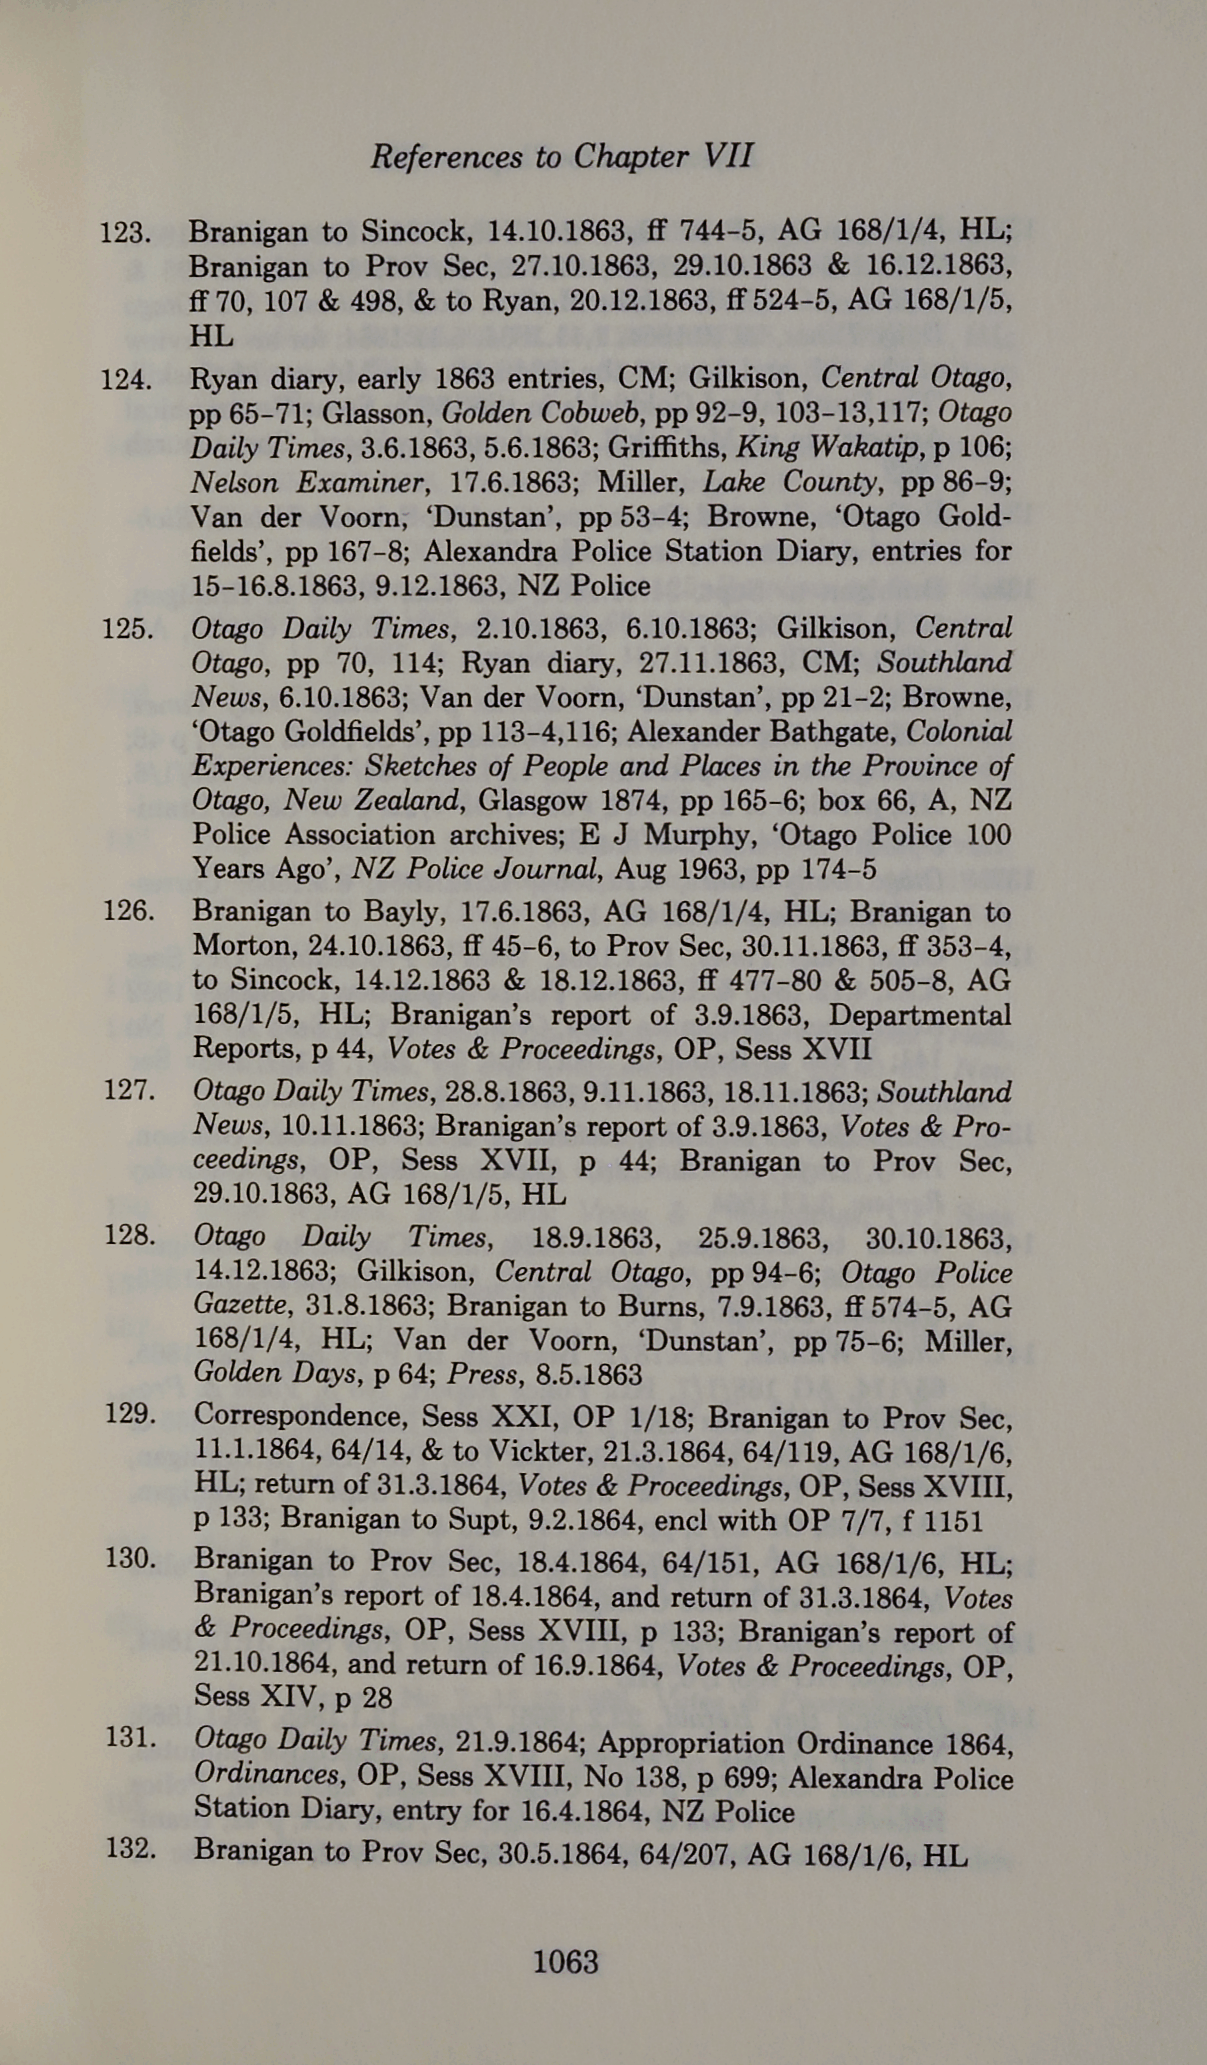 References to Chapter VII
123. Branigan to Sincock, 14.10.1863, ff 744–5, AG 168/1/4, HL;
Branigan to Prov Sec, 27.10.1863, 29.10.1863 & 16.12.1863,
ff 70, 107 & 498, & to Ryan, 20.12.1863, ff 524–5, AG 168/1/5,
HL
124. Ryan diary, early 1863 entries, CM; Gilkison, Central Otago,
pp 65–71; Glasson, Golden Cobweb, pp 92–9, 103–13,117; Otago
Daily Times, 3.6.1863, 5.6.1863; Griffiths, King Wakatip, p 106;
Nelson Examiner, 17.6.1863; Miller, Lake County, pp 86–9;
Van der Voorn, ‘Dunstan’, pp 53–4; Browne, ‘Otago Gold-
fields’, pp 167–8; Alexandra Police Station Diary, entries for
15–16.8.1863, 9.12.1863, NZ Police
125. Otago Daily Times, 2.10.1863, 6.10.1863; Gilkison, Central
Otago, pp 70, 114; Ryan diary, 27.11.1863, CM; Southland
News, 6.10.1863; Van der Voorn, ‘Dunstan’, pp 21–2; Browne,
‘Otago Goldfields’, pp 113–4,116; Alexander Bathgate, Colonial
Experiences: Sketches of People and Places in the Province of
Otago, New Zealand, Glasgow 1874, pp 165–6; box 66, A, NZ
Police Association archives; E J Murphy, ‘Otago Police 100
Years Ago’, NZ Police Journal, Aug 1963, pp 174–5
126. Branigan to Bayly, 17.6.1863, AG 168/1/4, HL; Branigan to
Morton, 24.10.1863, ff 45–6, to Prov Sec, 30.11.1863, ff 353–4,
to Sincock, 14.12.1863 & 18.12.1863, ff 477–80 & 505–8, AG
168/1/5, HL; Branigan’s report of 3.9.1863, Departmental
Reports, p 44, Votes & Proceedings, OP, Sess XVII
127. Otago Daily Times, 28.8.1863, 9.11.1863, 18.11.1863; Southland
News, 10.11.1863; Branigan’s report of 3.9.1863, Votes & Pro-
ceedings, OP, Sess XVII, p 44; Branigan to Prov Sec,
29.10.1863, AG 168/1/5, HL
128. Otago Daily Times, 18.9.1863, 25.9.1863, 30.10.1863,
14.12.1863; Gilkison, Central Otago, pp 94–6; Otago Police
Gazette, 31.8.1863; Branigan to Burns, 7.9.1863, ff 574–5, AG
168/1/4, HL; Van der Voorn, ‘Dunstan’, pp 75–6; Miller,
Golden Days, p 64; Press, 8.5.1863
129. Correspondence, Sess XXI, OP 1/18; Branigan to Prov Sec,
11.1.1864, 64/14, & to Vickter, 21.3.1864, 64/119, AG 168/1/6,
HL; return of 31.3.1864, Votes & Proceedings, OP, Sess XVIII,
p 133; Branigan to Supt, 9.2.1864, encl with OP 7/7, f 1151
130. Branigan to Prov Sec, 18.4.1864, 64/151, AG 168/1/6, HL;
Branigan’s report of 18.4.1864, and return of 31.3.1864, Votes
& Proceedings, OP, Sess XVIII, p 133; Branigan’s report of
21.10.1864, and return of 16.9.1864, Votes & Proceedings, OP,
Sess XIV, p 28
131. Otago Daily Times, 21.9.1864; Appropriation Ordinance 1864,
Ordinances, OP, Sess XVIII, No 138, p 699; Alexandra Police
Station Diary, entry for 16.4.1864, NZ Police
132. Branigan to Prov Sec, 30.5.1864, 64/207, AG 168/1/6, HL
1063